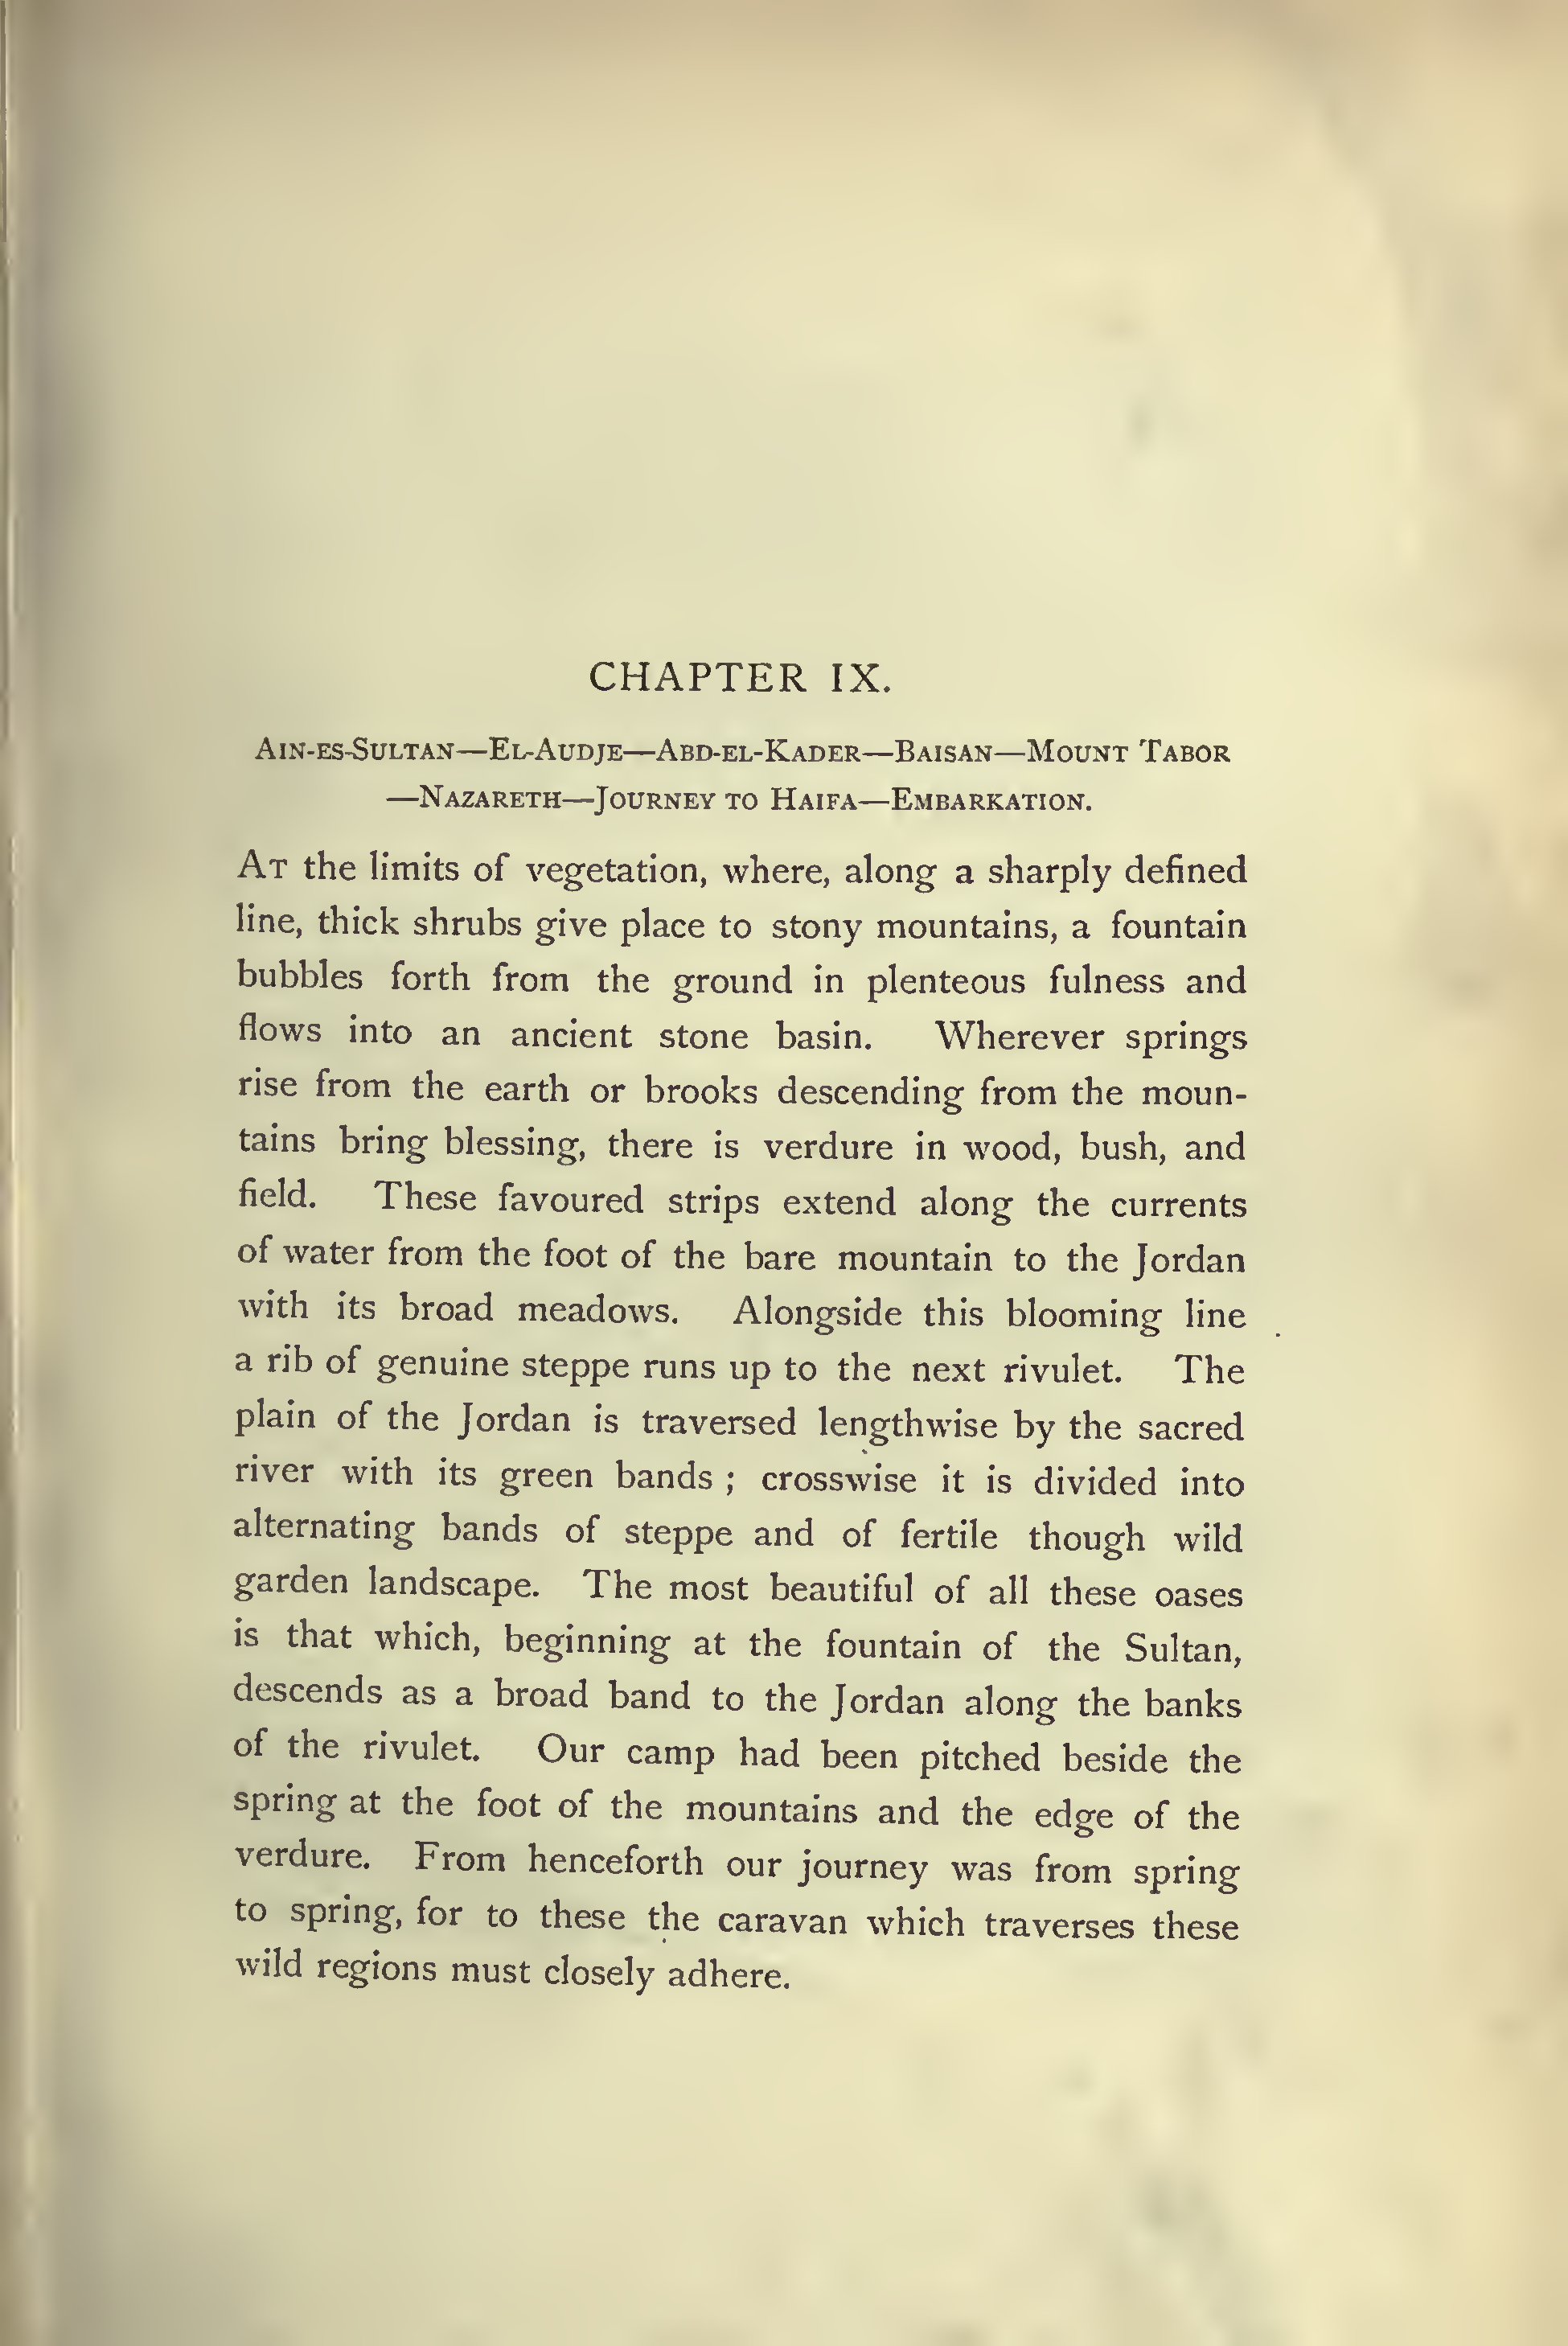 CHAPTER IX.
Ain-es-Sultan—El-Audje—Abd-el-Kader—Baisan—Mount Tabor
—Nazareth—Journey to Haifa—Embarkation.
At the limits of vegetation, where, along a sharply defined
line, thick shrubs give place to stony mountains, a fountain
bubbles forth from the ground in plenteous fulness and
flows into an ancient stone basin. Wherever springs
rise from the earth or brooks descending from the moun-
tains bring blessing, there is verdure in wood, bush, and
field. These favoured strips extend along the currents
of water from the foot of the bare mountain to the Jordan
with its broad meadows. Alongside this blooming line
a rib of genuine steppe runs up to the next rivulet. The
plain of the Jordan is traversed lengthwise by the sacred
river with its green bands ; crosswise it is divided into
alternating bands of steppe and of fertile though wild
garden landscape. The most beautiful of all these oases
is that which, beginning at the fountain of the Sultan,
descends as a broad band to the Jordan along the banks
of the rivulet. Our camp had been pitched beside the
spring at the foot of the mountains and the edge of the
verdure. From henceforth our journey was from spring
to spring, for to these the caravan which traverses these
wild regions must closely adhere.